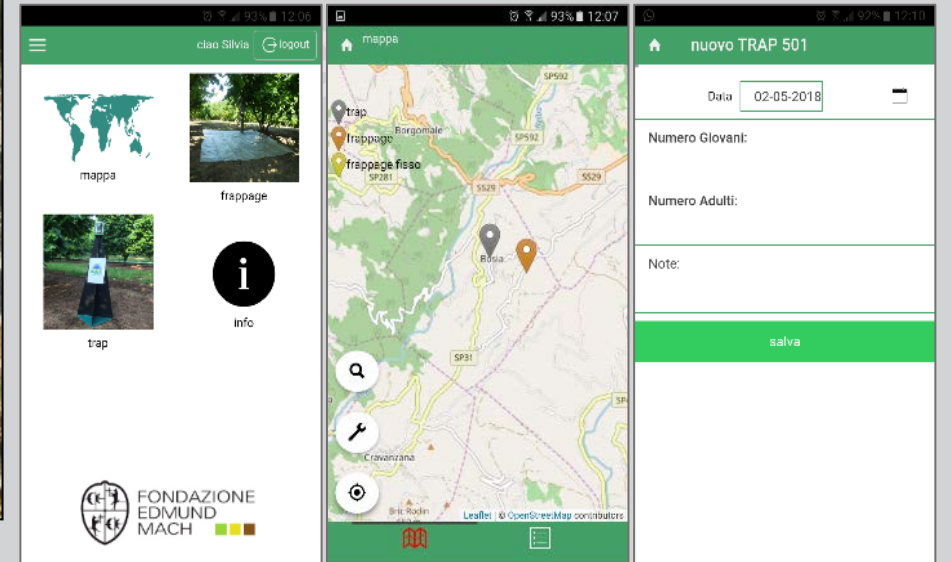 93% 12:06
ciao Silvia logout
mappa
frappage
trap
i
info
FONDAZIONE
EDMUND
MACH
93% 12:07
mappa
SP592
trap
frappage
Borgomale
SP592
frappage fisso
SP281
SS29
SS29
Bosia
SP31
Cravanzana
Bric Rodin
Leaflet | © OpenStreetMap contributors
92% 12:10
nuovo TRAP 501
Data 02-05-2018
Numero Giovani:
Numero Adulti:
Note:
salva